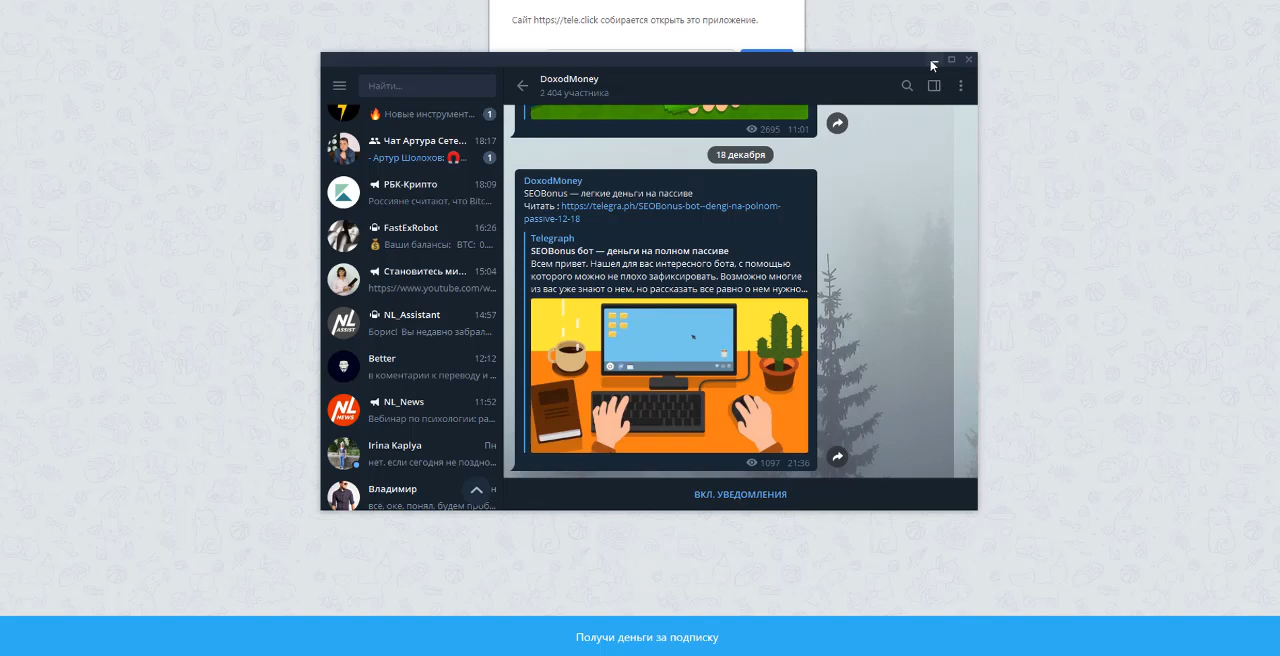 Сайт https://tele.click собирается открыть это приложение.
Найти...
DoxodMoney
2 404 участника
🔥 Новые инструмент... 1
Чат Артура Сете... 18:17
- Артур Шолохов: 🧲... 1
РБК-Крипто 18:09
Россияне считают, что Bitc...
FastExRobot 16:26
💰 Ваши балансы: BTC: 0....
Становитесь ми... 15:04
https://www.youtube.com/w...
NL_Assistant 14:57
Борис! Вы недавно забрал...
Better 12:12
в коментарии к переводу и ...
NL_News 11:52
Вебинар по психологии: ра...
Irina Kaplya Пн
нет, если сегодня не поздно...
Владимир н
все, оке, понял, будем проб...
2695 11:01
18 декабря
DoxodMoney
SEOBonus — легкие деньги на пассиве
Читать : https://telegra.ph/SEOBonus-bot--dengi-na-polnom-
passive-12-18
Telegraph
SEOBonus бот — деньги на полном пассиве
Всем привет. Нашел для вас интересного бота, с помощью
которого можно не плохо зафиксировать. Возможно многие
из вас уже знают о нем, но рассказать все равно о нем нужно...
1097 21:36
ВКЛ. УВЕДОМЛЕНИЯ
NL
ASSIST
NL
NEWS
Получи деньги за подписку